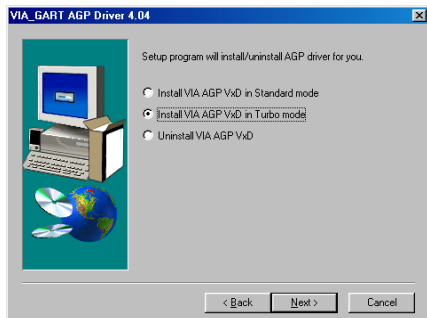 VIA_GART AGP Driver 4.04
Setup program will install/uninstall AGP driver for you.
Install VIA AGP VxD in Standard mode
Install VIA AGP VxD in Turbo mode
Uninstall VIA AGP VxD
< Back
Next >
Cancel